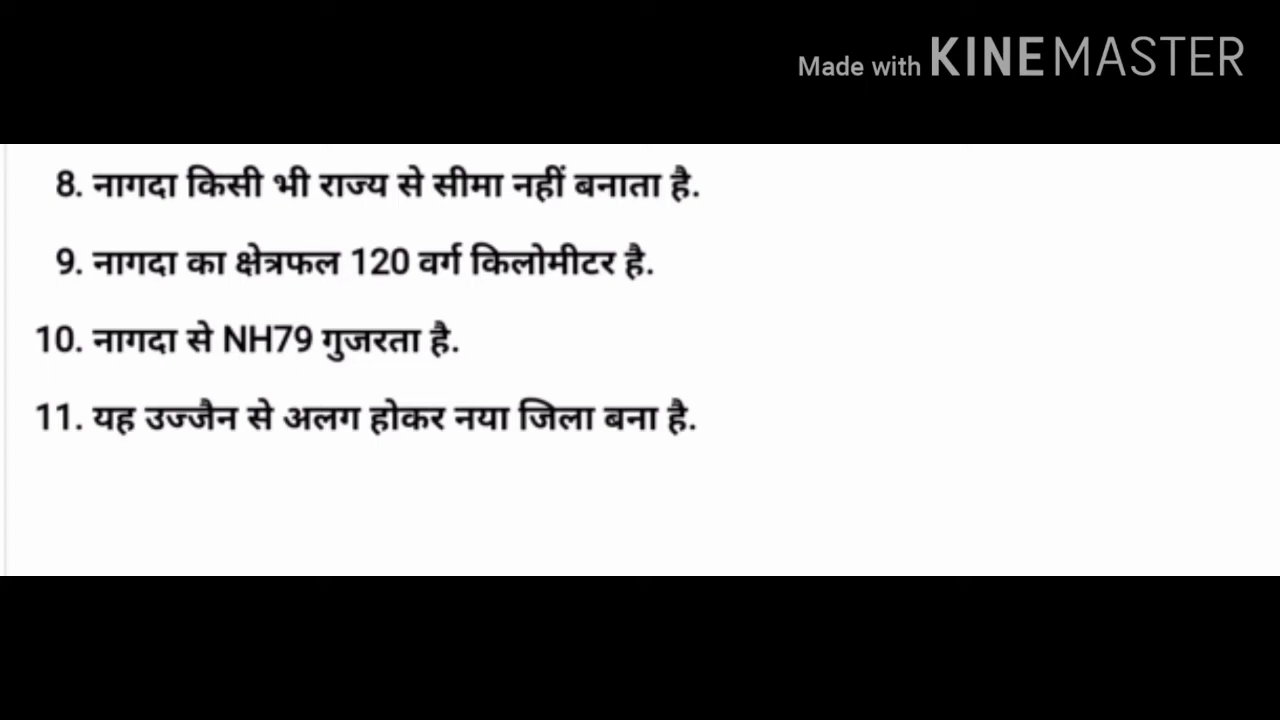 Made with KINEMASTER
8. नागदा किसी भी राज्य से सीमा नहीं बनाता है.
9. नागदा का क्षेत्रफल 120 वर्ग किलोमीटर है.
10. नागदा से NH79 गुजरता है.
11. यह उज्जैन से अलग होकर नया जिला बना है.